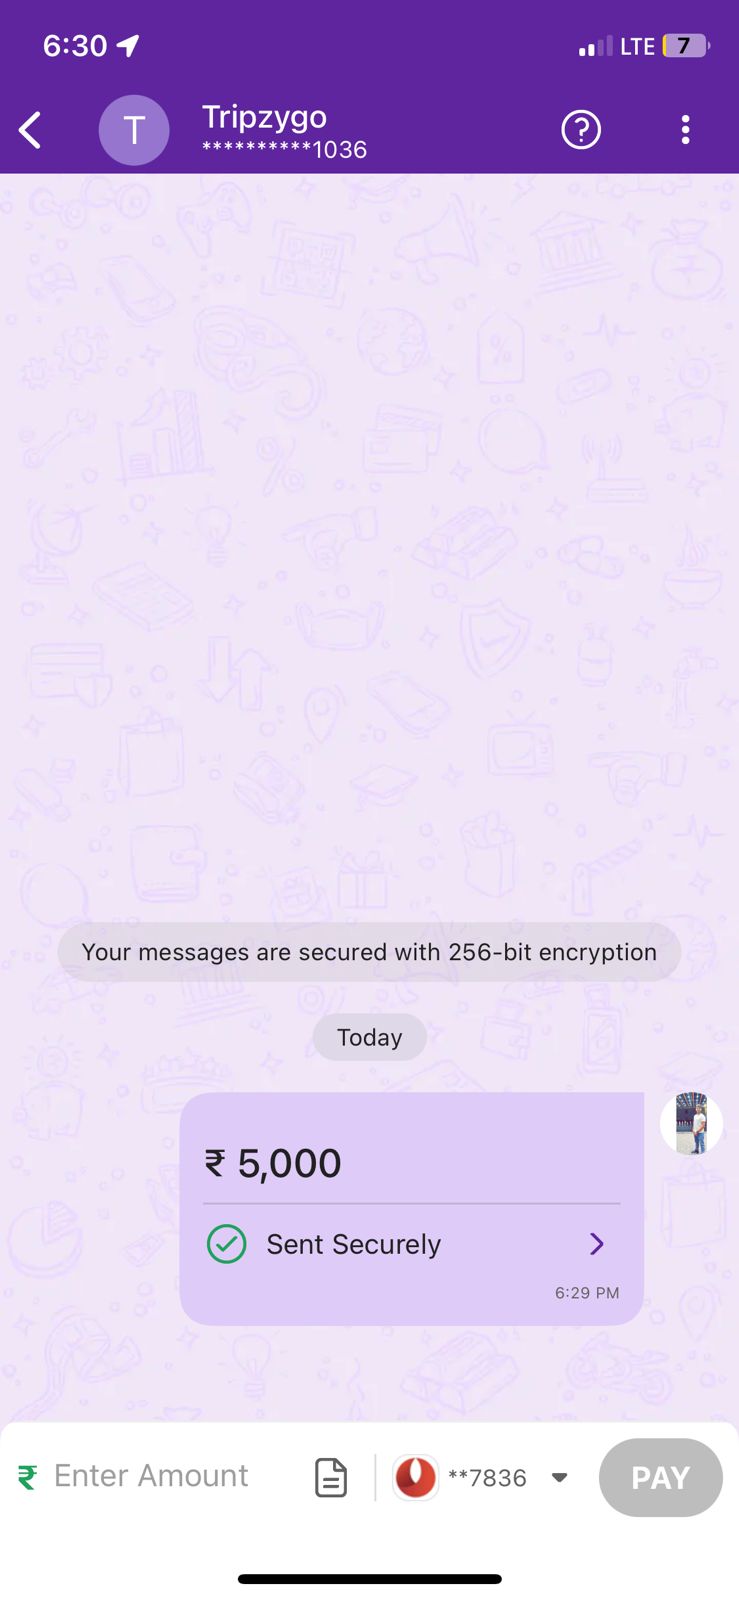 6:30
LTE 7
T
Tripzygo
**********1036
Your messages are secured with 256-bit encryption
Today
₹ 5,000
Sent Securely
6:29 PM
₹ Enter Amount
**7836
PAY